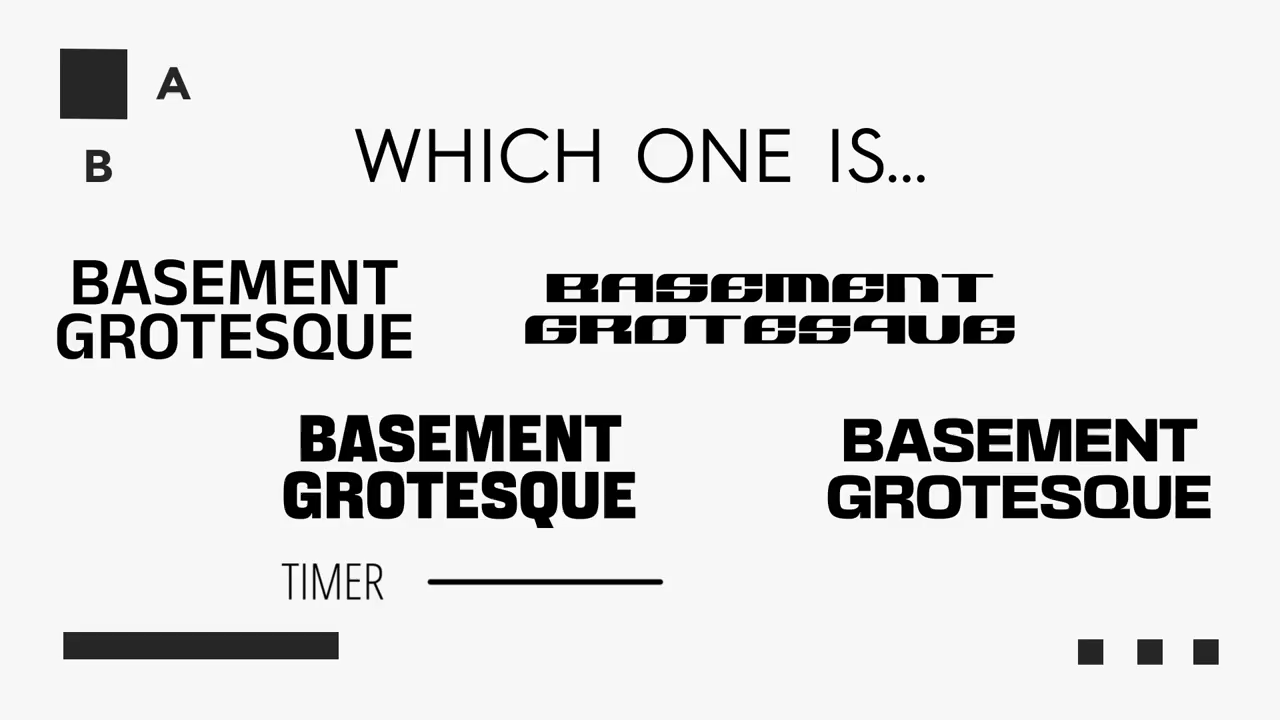 A
B
WHICH ONE IS...
BASEMENT
GROTESQUE
BASEMENT
GROTESQUE
BASEMENT
GROTESQUE
BASEMENT
GROTESQUE
TIMER